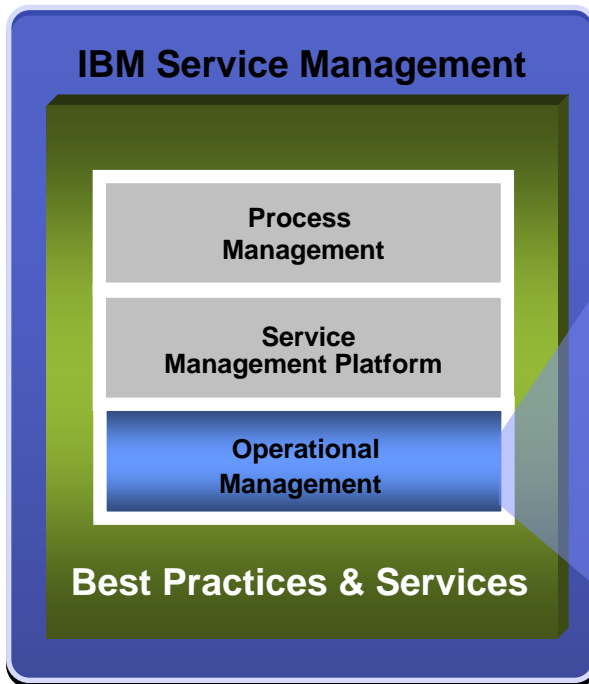 IBM Service Management
Process
Management
Service
Management Platform
Operational
Management
Best Practices & Services